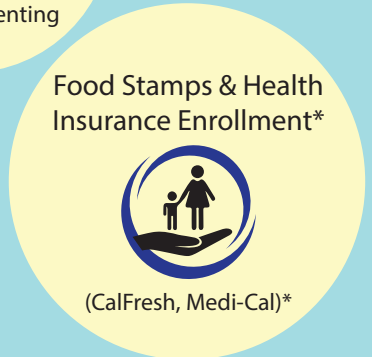 enting
Food Stamps & Health
Insurance Enrollment*
(CalFresh, Medi-Cal)*